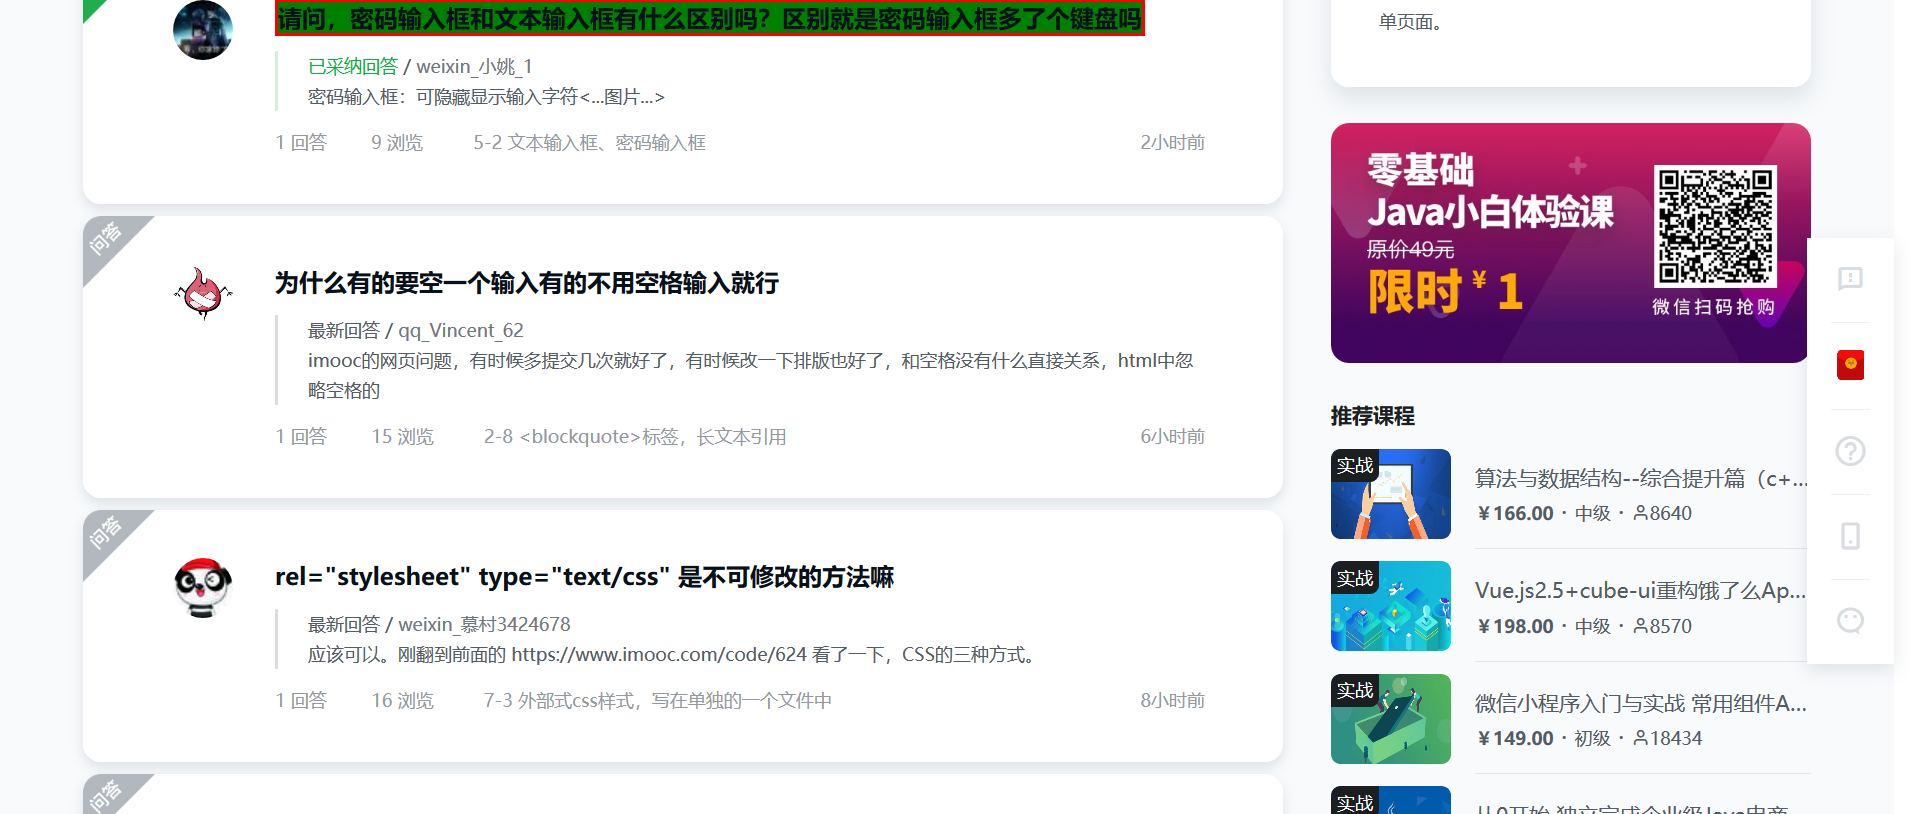 请问，密码输入框和文本输入框有什么区别吗？区别就是密码输入框多了个键盘吗
已采纳回答 / weixin_小姚_1
密码输入框：可隐藏显示输入字符<...图片...>
1 回答 9 浏览 5-2 文本输入框、密码输入框 2小时前
问答
为什么有的要空一个输入有的不用空格输入就行
最新回答 / qq_Vincent_62
imooc的网页问题，有时候多提交几次就好了，有时候改一下排版也好了，和空格没有什么直接关系，html中忽
略空格的
1 回答 15 浏览 2-8 <blockquote>标签，长文本引用 6小时前
问答
rel="stylesheet" type="text/css" 是不可修改的方法嘛
最新回答 / weixin_慕村3424678
应该可以。刚翻到前面的 https://www.imooc.com/code/624 看了一下，CSS的三种方式。
1 回答 16 浏览 7-3 外部式css样式，写在单独的一个文件中 8小时前
问答
单页面。
零基础
Java小白体验课
原价49元
限时 ¥ 1
微信扫码抢购
推荐课程
实战
算法与数据结构--综合提升篇（c+...
¥166.00 · 中级 · 8640
实战
Vue.js2.5+cube-ui重构饿了么Ap...
¥198.00 · 中级 · 8570
实战
微信小程序入门与实战 常用组件A...
¥149.00 · 初级 · 18434
实战
从0开始 独立完成企业级Java电商